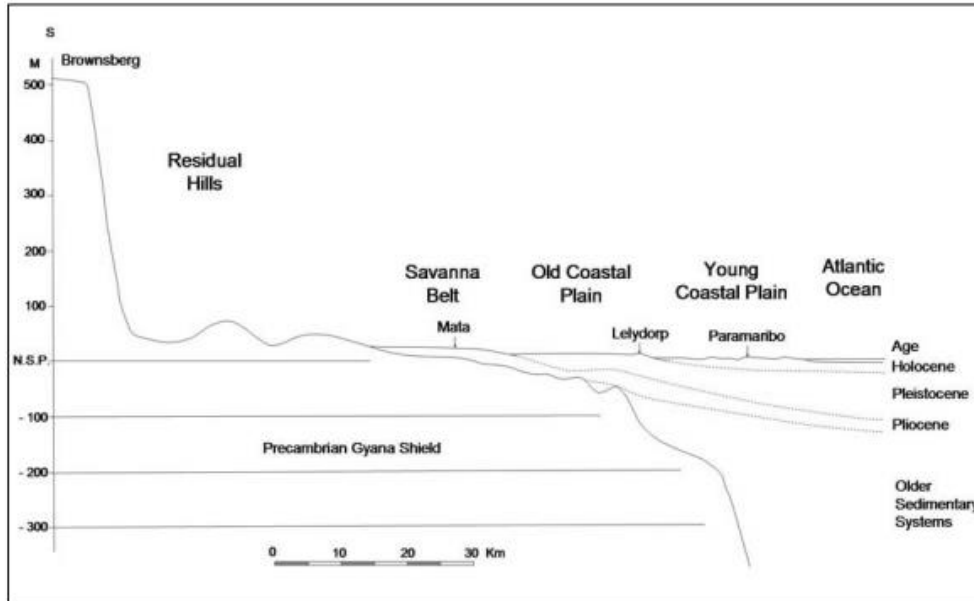 S
M
Brownsberg
500
400
Residual
Hills
300
200
Savanna
Belt
Old Coastal
Plain
Young
Coastal Plain
Atlantic
Ocean
100
Mata
Lelydorp
Paramaribo
Age
N.S.P.
Holocene
Pleistocene
- 100
Pliocene
Precambrian Gyana Shield
- 200
Older
Sedimentary
Systems
- 300
0 10 20 30 Km